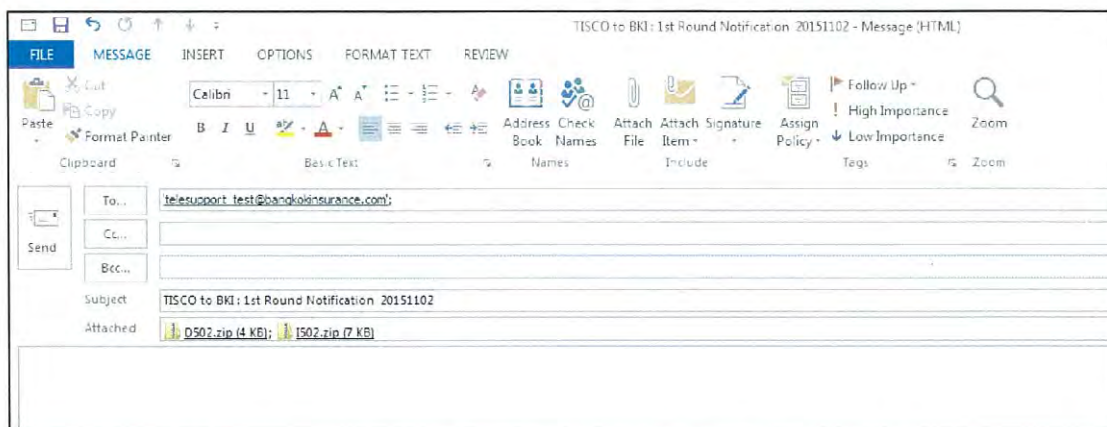 TISCO to BKI : 1st Round Notification 20151102 - Message (HTML)
FILE MESSAGE INSERT OPTIONS FORMAT TEXT REVIEW
Cut
Copy
Paste
Format Painter
Calibri 11
B I U
Address Book
Check Names
Attach File
Attach Item
Signature
Assign Policy
Follow Up
High Importance
Low Importance
Zoom
Clipboard Basic Text Names Include Tags Zoom
Send
To... 'telesupport_test@bangkokinsurance.com';
Cc...
Bcc...
Subject TISCO to BKI : 1st Round Notification 20151102
Attached D502.zip (4 KB); I502.zip (7 KB)